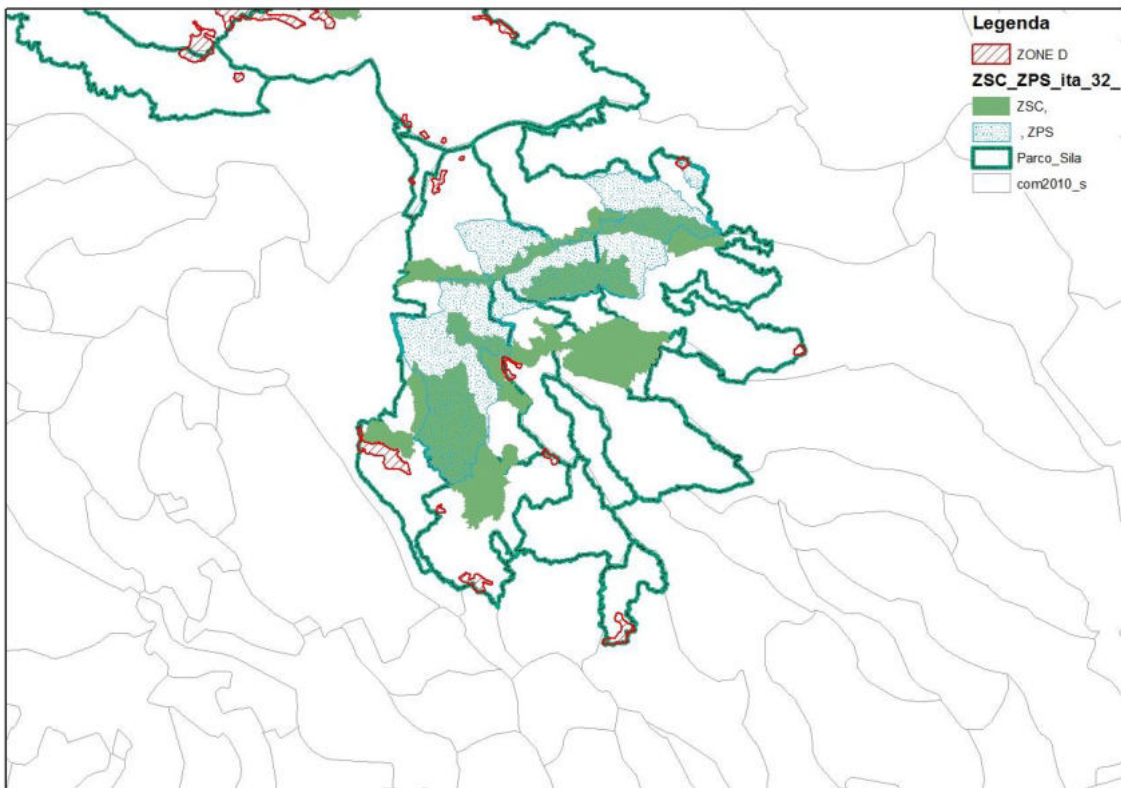 Legenda
ZONE D
ZSC_ZPS_ita_32_
ZSC,
, ZPS
Parco_Sila
com2010_s